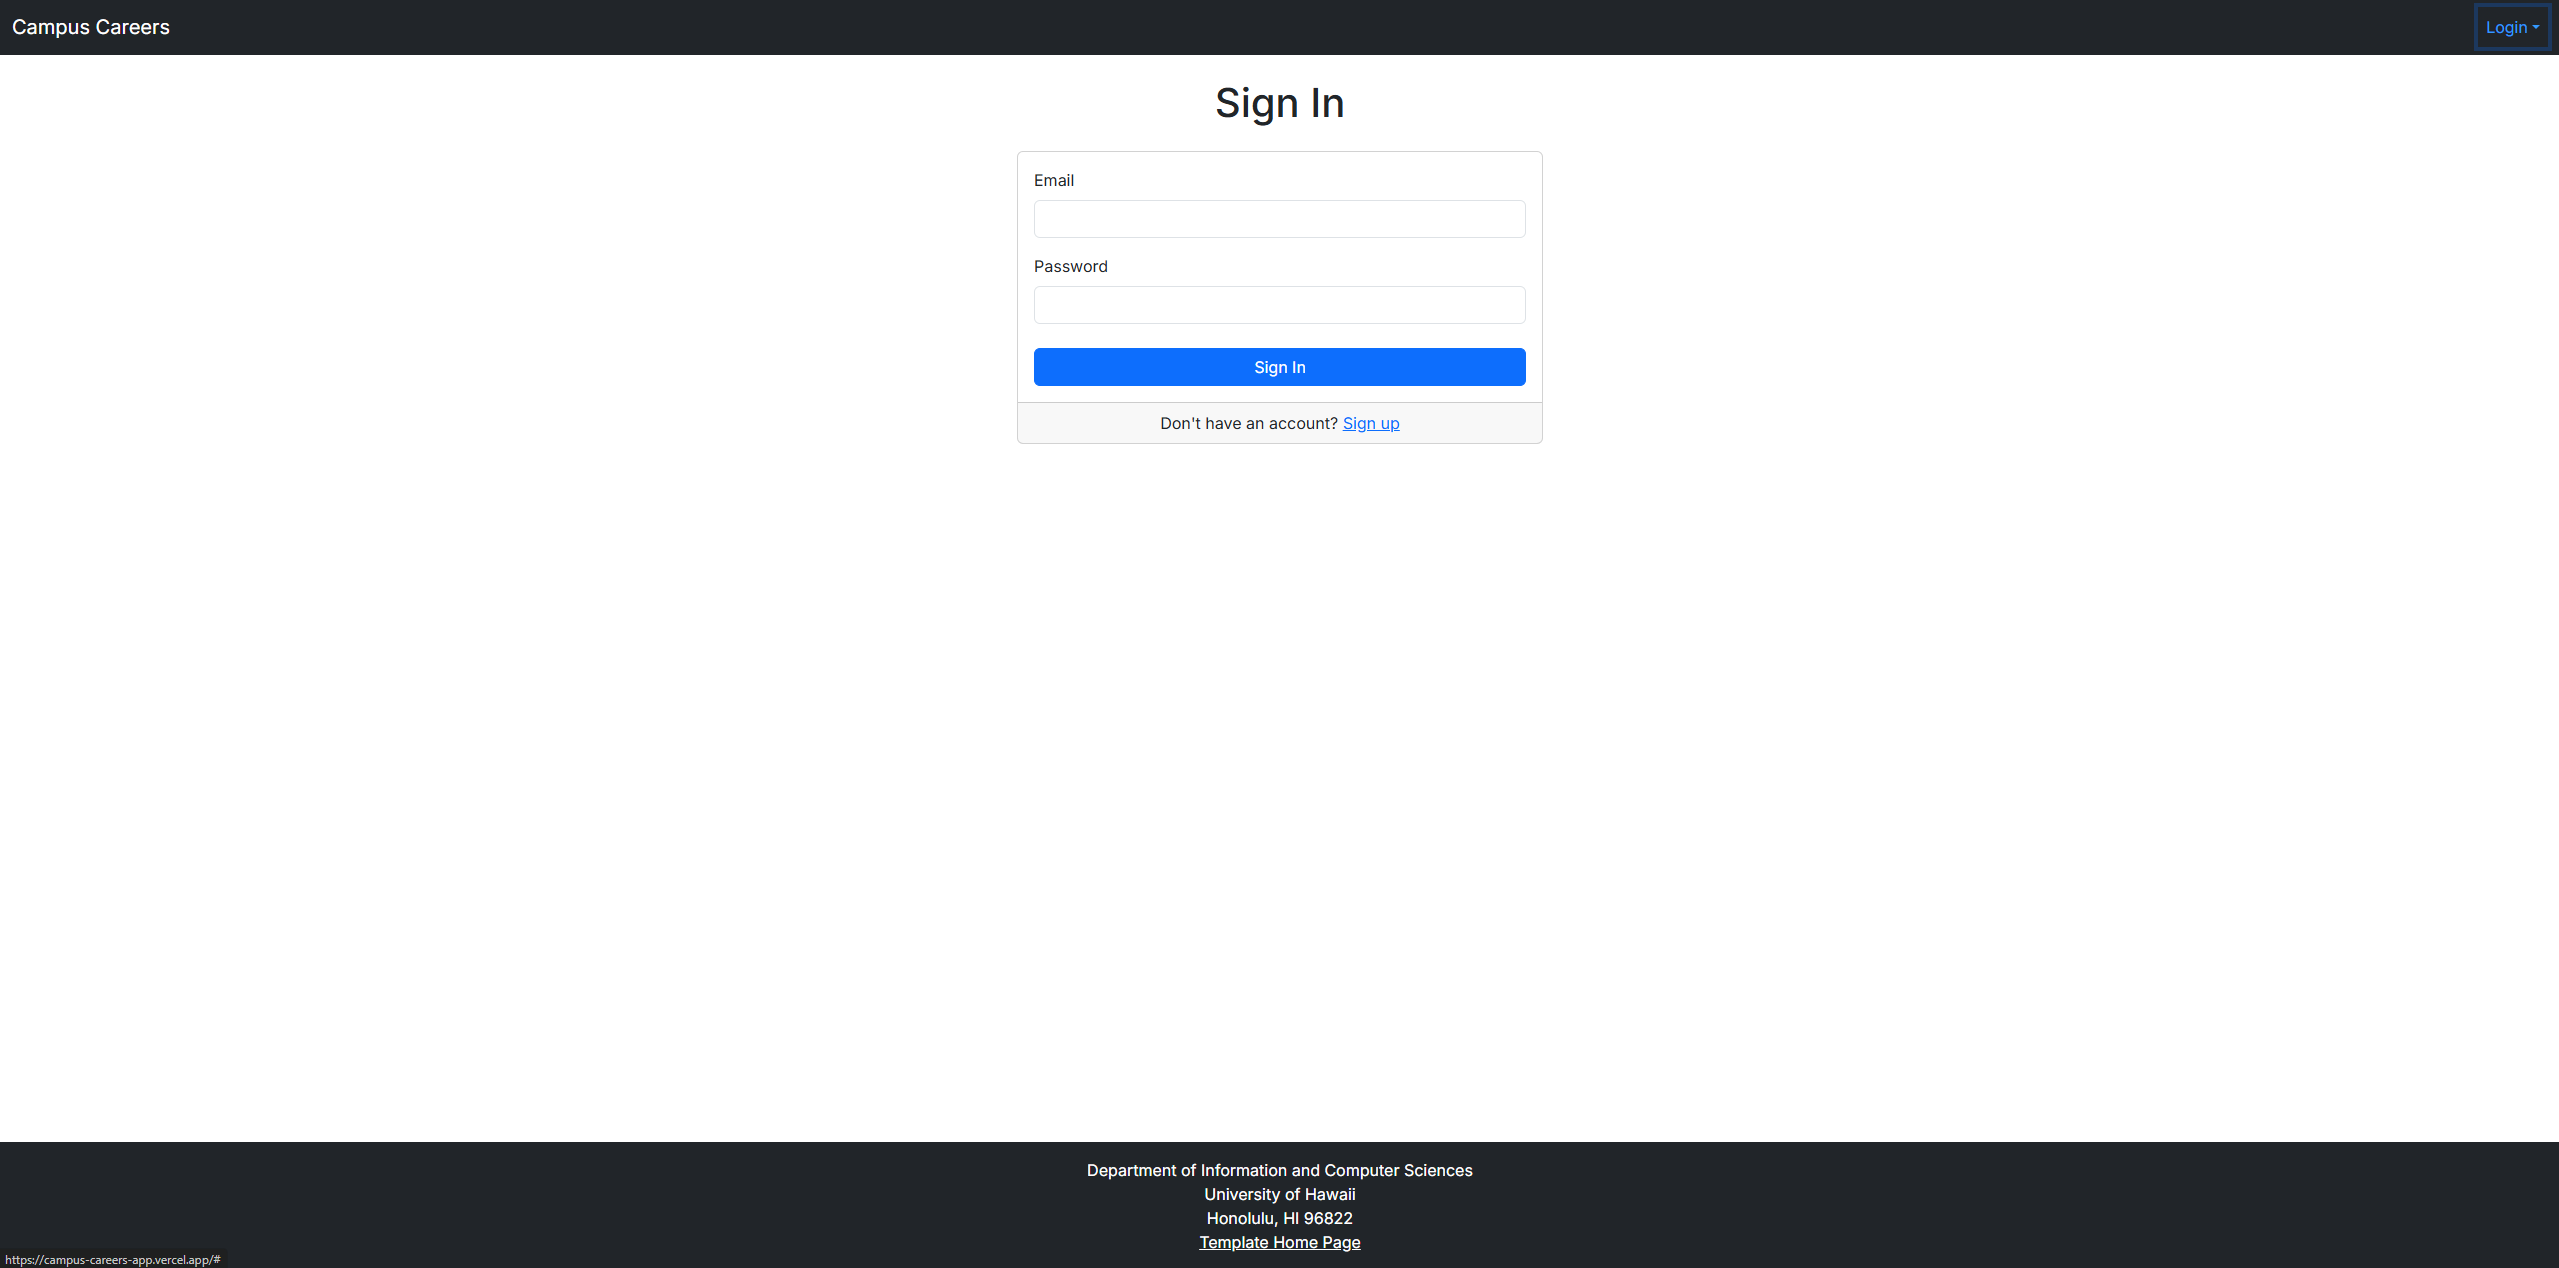 Campus Careers
Login
Sign In
Email
Password
Sign In
Don't have an account? Sign up
Department of Information and Computer Sciences
University of Hawaii
Honolulu, HI 96822
Template Home Page
https://campus-careers-app.vercel.app/#